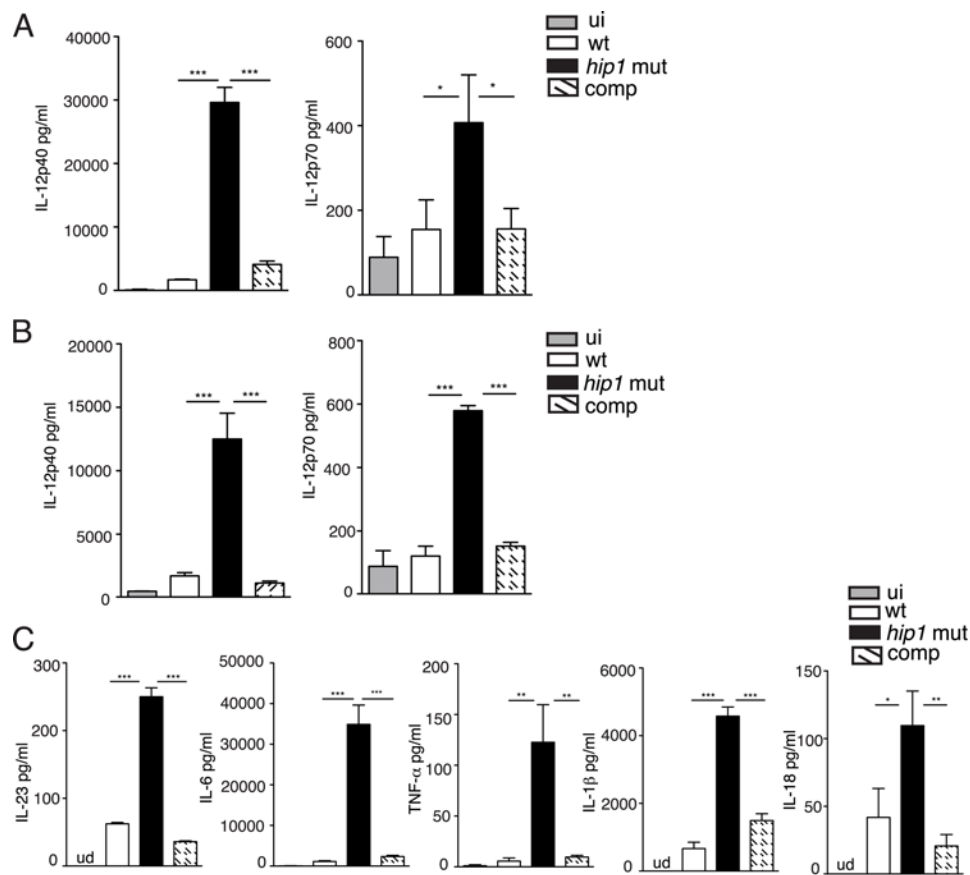 A
ui
wt
hip1 mut
comp
IL-12p40 pg/ml
40000
30000
20000
10000
0
*** ***
IL-12p70 pg/ml
600
400
200
0
* *
B
ui
wt
hip1 mut
comp
IL-12p40 pg/ml
20000
15000
10000
5000
0
*** ***
IL-12p70 pg/ml
800
600
400
200
0
*** ***
C
ui
wt
hip1 mut
comp
IL-23 pg/ml
300
200
100
0
ud
*** ***
IL-6 pg/ml
50000
40000
30000
20000
10000
0
*** ***
TNF-α pg/ml
200
150
100
50
0
** **
IL-1β pg/ml
6000
4000
2000
0
ud
*** ***
IL-18 pg/ml
150
100
50
0
ud
* **